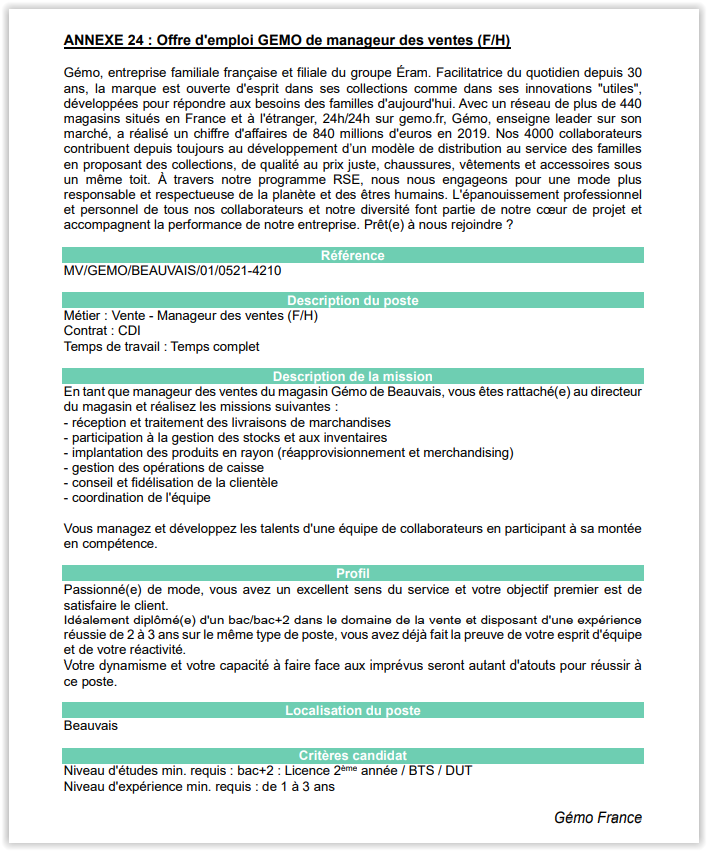 ANNEXE 24 : Offre d'emploi GEMO de manageur des ventes (F/H)
Gémo, entreprise familiale française et filiale du groupe Éram. Facilitatrice du quotidien depuis 30
ans, la marque est ouverte d'esprit dans ses collections comme dans ses innovations "utiles",
développées pour répondre aux besoins des familles d'aujourd'hui. Avec un réseau de plus de 440
magasins situés en France et à l'étranger, 24h/24h sur gemo.fr, Gémo, enseigne leader sur son
marché, a réalisé un chiffre d'affaires de 840 millions d'euros en 2019. Nos 4000 collaborateurs
contribuent depuis toujours au développement d'un modèle de distribution au service des familles
en proposant des collections, de qualité au prix juste, chaussures, vêtements et accessoires sous
un même toit. À travers notre programme RSE, nous nous engageons pour une mode plus
responsable et respectueuse de la planète et des êtres humains. L'épanouissement professionnel
et personnel de tous nos collaborateurs et notre diversité font partie de notre cœur de projet et
accompagnent la performance de notre entreprise. Prêt(e) à nous rejoindre ?
Référence
MV/GEMO/BEAUVAIS/01/0521-4210
Description du poste
Métier : Vente - Manageur des ventes (F/H)
Contrat : CDI
Temps de travail : Temps complet
Description de la mission
En tant que manageur des ventes du magasin Gémo de Beauvais, vous êtes rattaché(e) au directeur
du magasin et réalisez les missions suivantes :
- réception et traitement des livraisons de marchandises
- participation à la gestion des stocks et aux inventaires
- implantation des produits en rayon (réapprovisionnement et merchandising)
- gestion des opérations de caisse
- conseil et fidélisation de la clientèle
- coordination de l'équipe
Vous managez et développez les talents d'une équipe de collaborateurs en participant à sa montée
en compétence.
Profil
Passionné(e) de mode, vous avez un excellent sens du service et votre objectif premier est de
satisfaire le client.
Idéalement diplômé(e) d'un bac/bac+2 dans le domaine de la vente et disposant d'une expérience
réussie de 2 à 3 ans sur le même type de poste, vous avez déjà fait la preuve de votre esprit d'équipe
et de votre réactivité.
Votre dynamisme et votre capacité à faire face aux imprévus seront autant d'atouts pour réussir à
ce poste.
Localisation du poste
Beauvais
Critères candidat
Niveau d'études min. requis : bac+2 : Licence 2ème année / BTS / DUT
Niveau d'expérience min. requis : de 1 à 3 ans
Gémo France